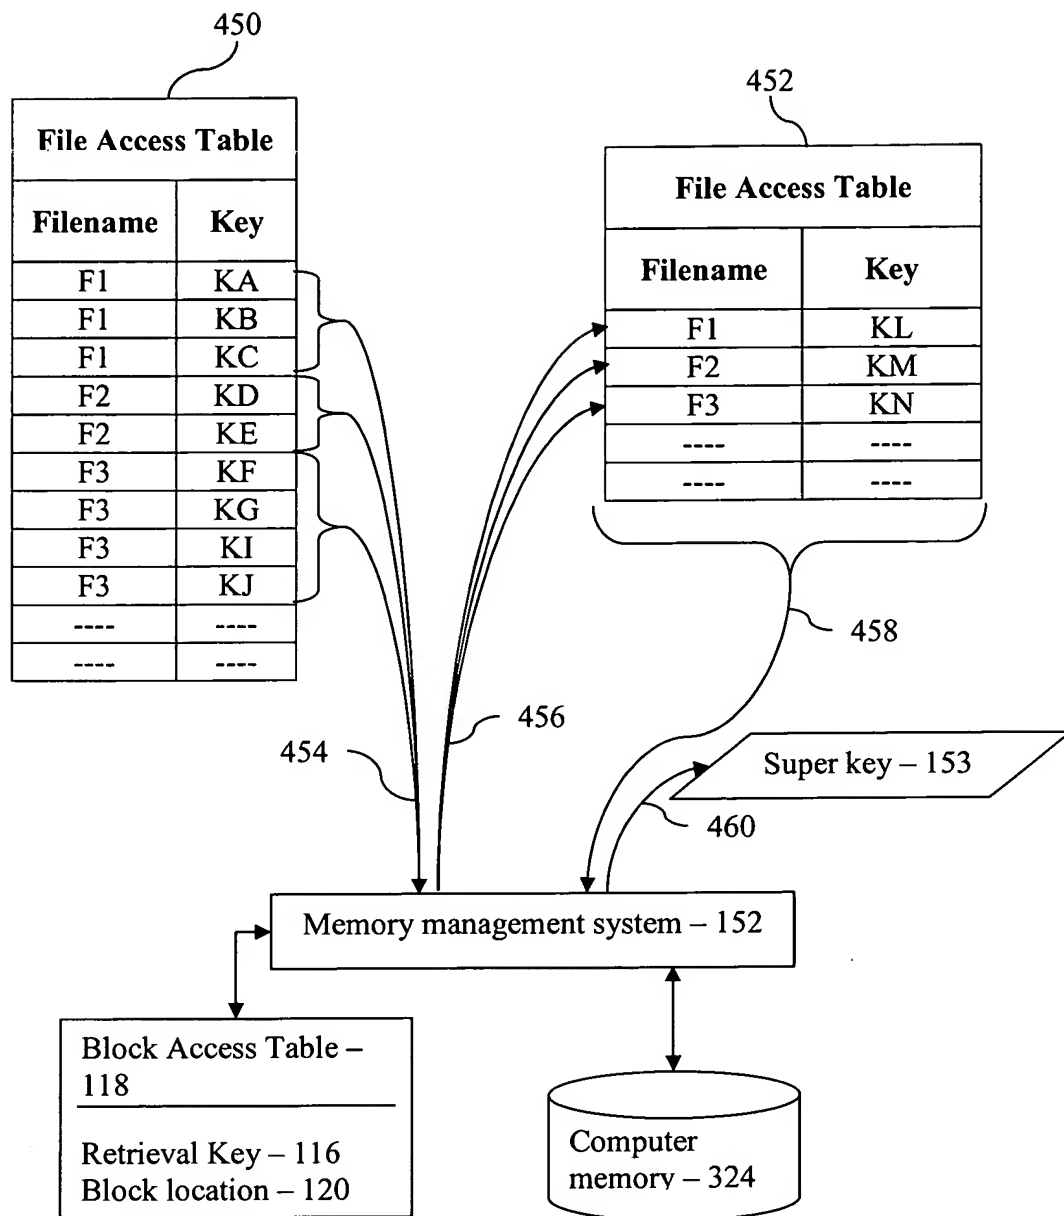 450
File Access Table
Filename Key
F1 KA
F1 KB
F1 KC
F2 KD
F2 KE
F3 KF
F3 KG
F3 KI
F3 KJ
---- ----
---- ----
452
File Access Table
Filename Key
F1 KL
F2 KM
F3 KN
---- ----
---- ----
454
456
458
460
Super key – 153
Memory management system – 152
Block Access Table –
118
Retrieval Key – 116
Block location – 120
Computer
memory – 324